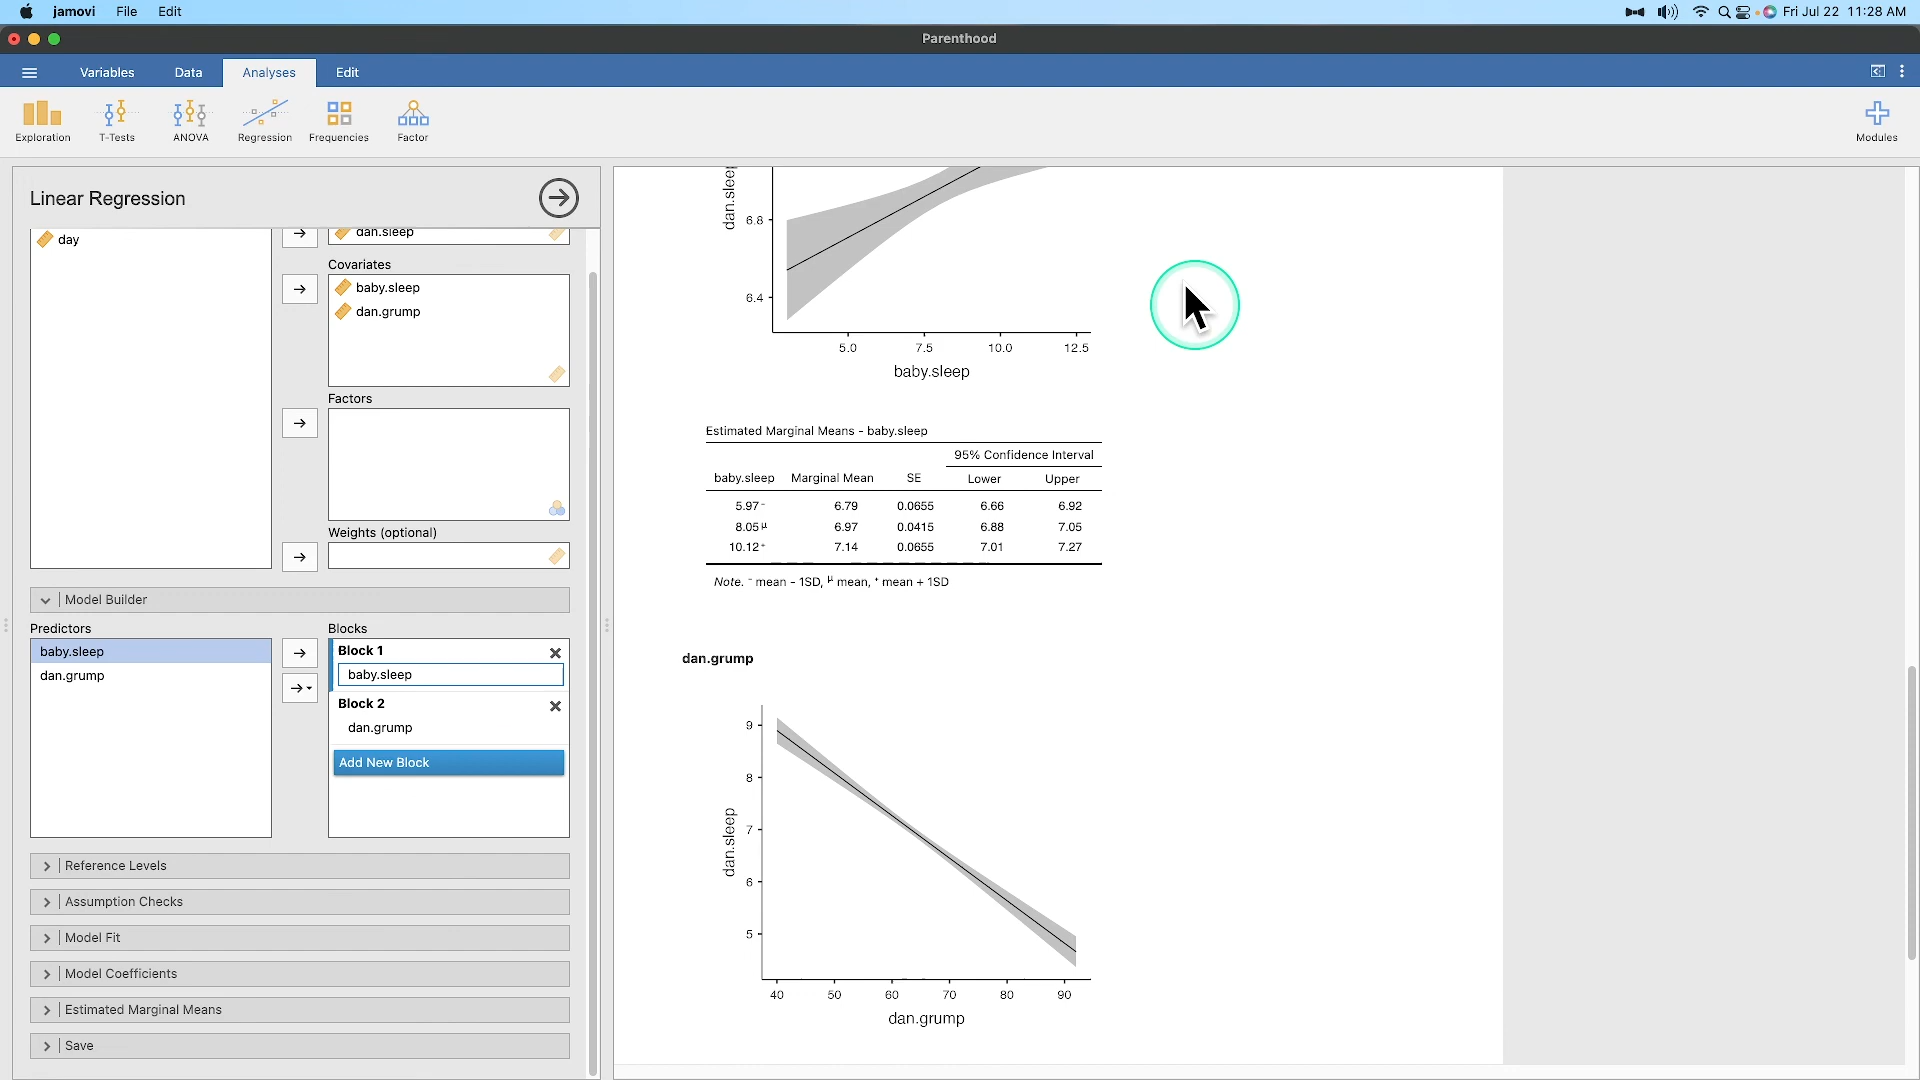 jamovi File Edit Fri Jul 22 11:28 AM
Parenthood
Variables Data Analyses Edit
Exploration T-Tests ANOVA Regression Frequencies Factor Modules
Linear Regression
day
dan.sleep
Covariates
baby.sleep
dan.grump
Factors
Weights (optional)
Model Builder
Predictors
baby.sleep
dan.grump
Blocks
Block 1
baby.sleep
Block 2
dan.grump
Add New Block
Reference Levels
Assumption Checks
Model Fit
Model Coefficients
Estimated Marginal Means
Save
dan.sleep
6.8
6.4
5.0 7.5 10.0 12.5
baby.sleep
Estimated Marginal Means - baby.sleep
95% Confidence Interval
baby.sleep Marginal Mean SE Lower Upper
5.97⁻ 6.79 0.0655 6.66 6.92
8.05μ 6.97 0.0415 6.88 7.05
10.12⁺ 7.14 0.0655 7.01 7.27
Note. ⁻ mean - 1SD, μ mean, ⁺ mean + 1SD
dan.grump
dan.sleep
9
8
7
6
5
40 50 60 70 80 90
dan.grump